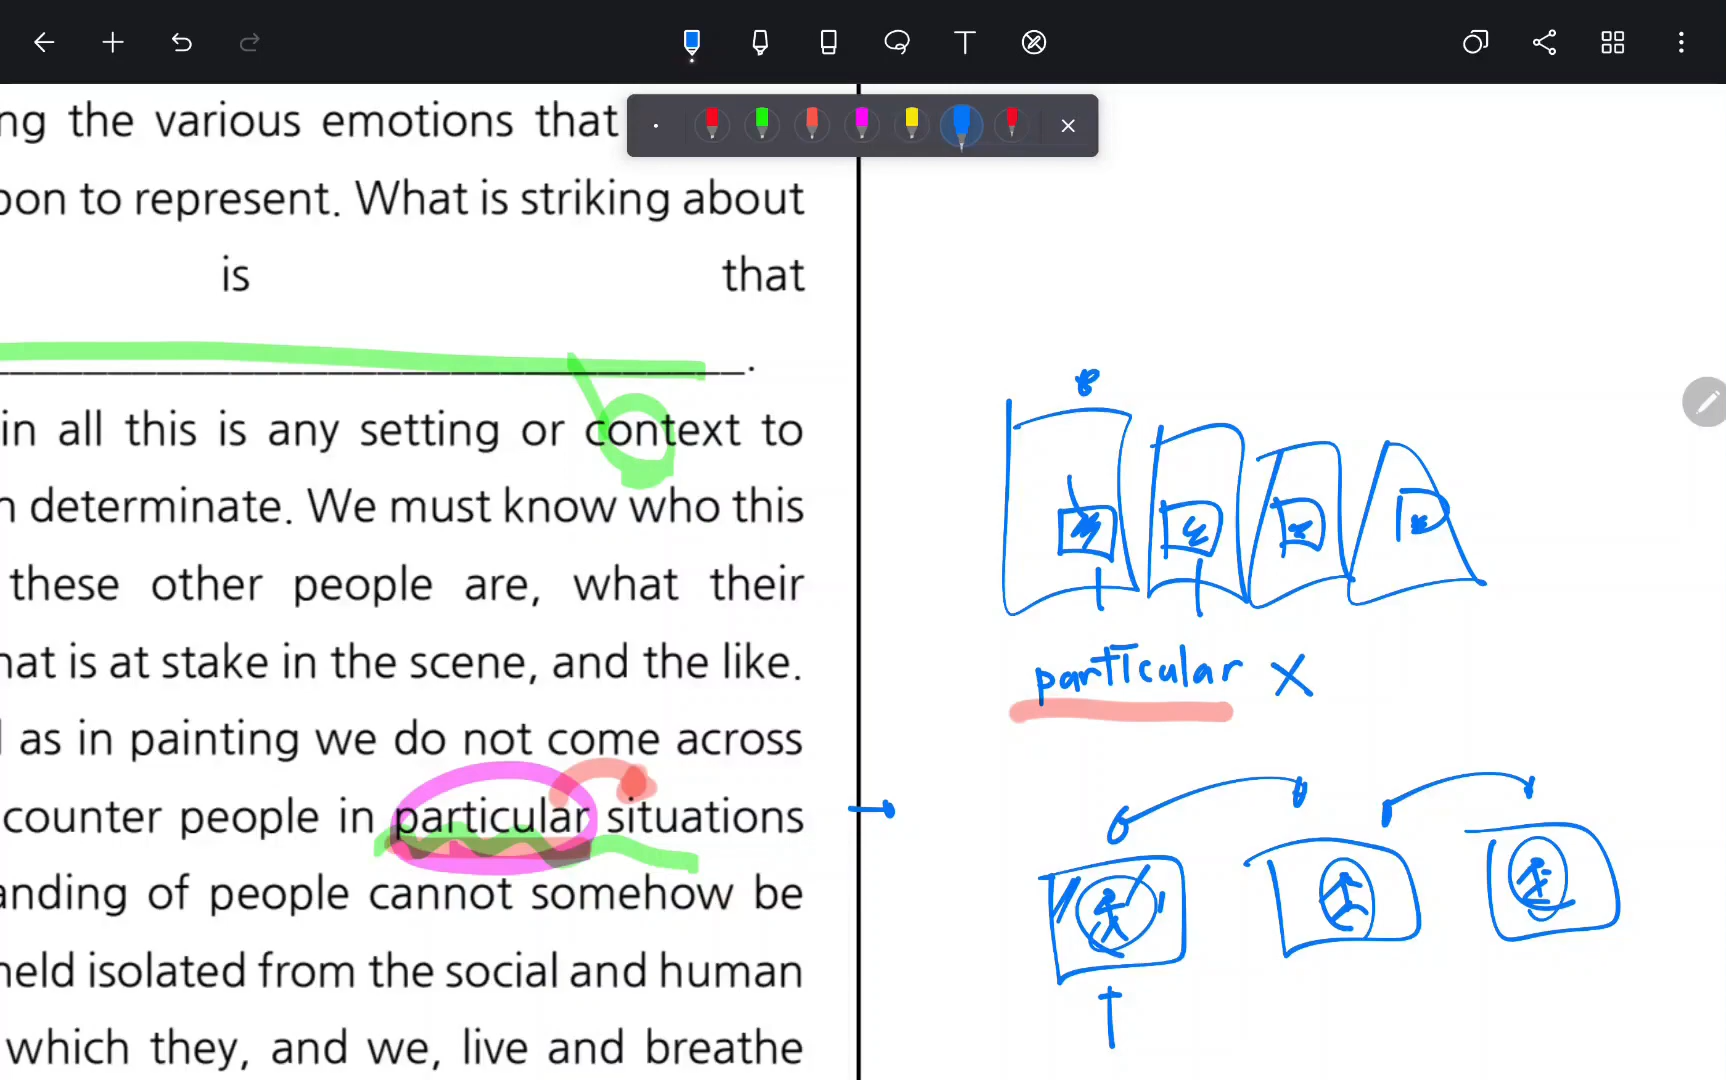 ng the various emotions that
oon to represent. What is striking about
is that
.
in all this is any setting or context to
n determinate. We must know who this
these other people are, what their
nat is at stake in the scene, and the like.
as in painting we do not come across
counter people in particular situations
anding of people cannot somehow be
neld isolated from the social and human
which they, and we, live and breathe
particular X